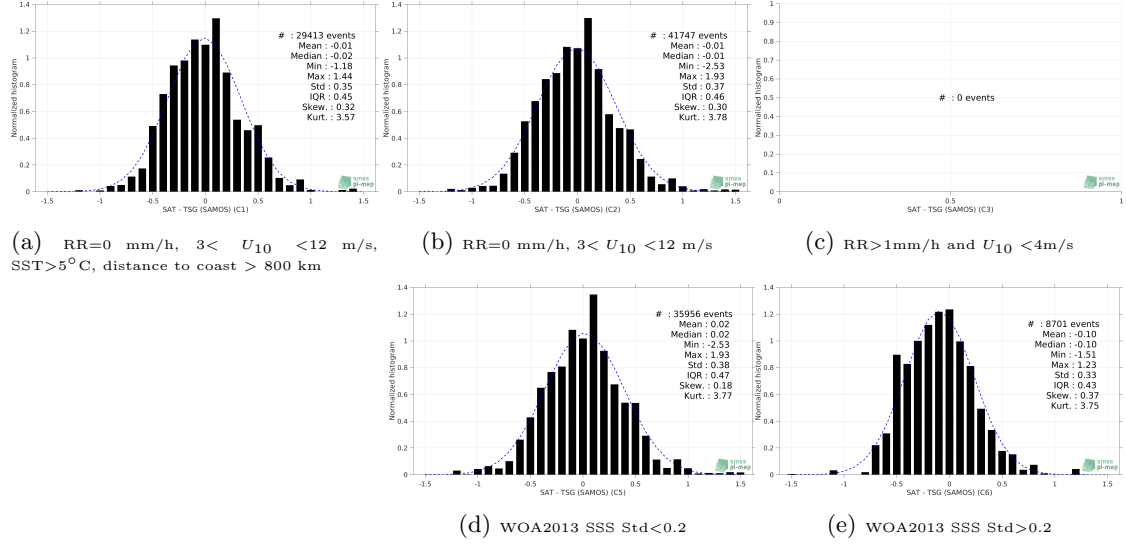 1.4
1.2
1
0.8
0.6
0.4
0.2
0
Normalized histogram
# : 29413 events
Mean : -0.01
Median : -0.02
Min : -1.18
Max : 1.44
Std : 0.35
IQR : 0.45
Skew. : 0.32
Kurt. : 3.57
smos
pi-mep
-1.5 -1 -0.5 0 0.5 1 1.5
SAT - TSG (SAMOS) (C1)
(a) RR=0 mm/h, 3< U10 <12 m/s,
SST>5°C, distance to coast > 800 km
1.4
1.2
1
0.8
0.6
0.4
0.2
0
Normalized histogram
# : 41747 events
Mean : -0.01
Median : -0.01
Min : -2.53
Max : 1.93
Std : 0.37
IQR : 0.46
Skew. : 0.30
Kurt. : 3.78
smos
pi-mep
-1.5 -1 -0.5 0 0.5 1 1.5
SAT - TSG (SAMOS) (C2)
(b) RR=0 mm/h, 3< U10 <12 m/s
1
0.9
0.8
0.7
0.6
0.5
0.4
0.3
0.2
0.1
0
Normalized histogram
# : 0 events
0 0.5 1
SAT - TSG (SAMOS) (C3)
(c) RR>1mm/h and U10 <4m/s
1.4
1.2
1
0.8
0.6
0.4
0.2
0
Normalized histogram
# : 35956 events
Mean : 0.02
Median : 0.02
Min : -2.53
Max : 1.93
Std : 0.38
IQR : 0.47
Skew. : 0.18
Kurt. : 3.77
smos
pi-mep
-1.5 -1 -0.5 0 0.5 1 1.5
SAT - TSG (SAMOS) (C5)
(d) WOA2013 SSS Std<0.2
1.4
1.2
1
0.8
0.6
0.4
0.2
0
Normalized histogram
# : 8701 events
Mean : -0.10
Median : -0.10
Min : -1.51
Max : 1.23
Std : 0.33
IQR : 0.43
Skew. : 0.37
Kurt. : 3.75
smos
pi-mep
-1.5 -1 -0.5 0 0.5 1 1.5
SAT - TSG (SAMOS) (C6)
(e) WOA2013 SSS Std>0.2